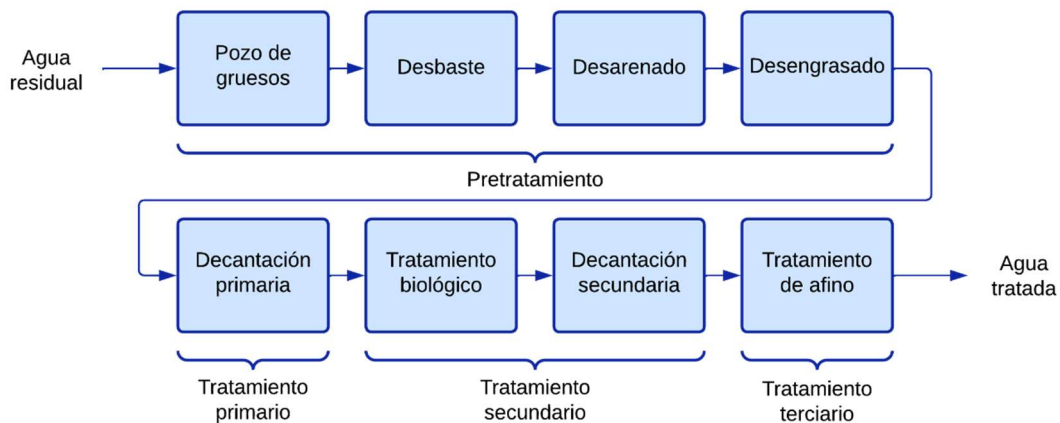 Agua
residual
Pozo de
gruesos
Desbaste
Desarenado
Desengrasado
Pretratamiento
Decantación
primaria
Tratamiento
biológico
Decantación
secundaria
Tratamiento
de afino
Agua
tratada
Tratamiento
primario
Tratamiento
secundario
Tratamiento
terciario